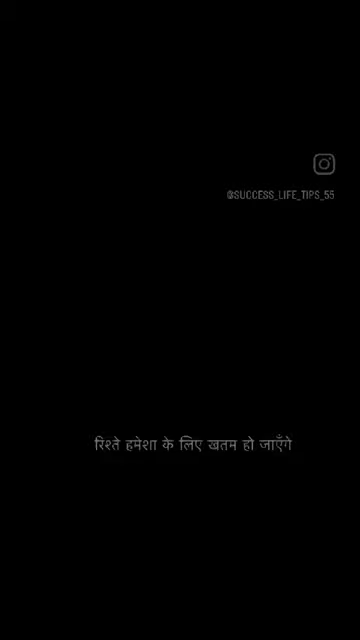 @SUCCESS_LIFE_TIPS_55
रिश्ते हमेशा के लिए खतम हो जाएँगे